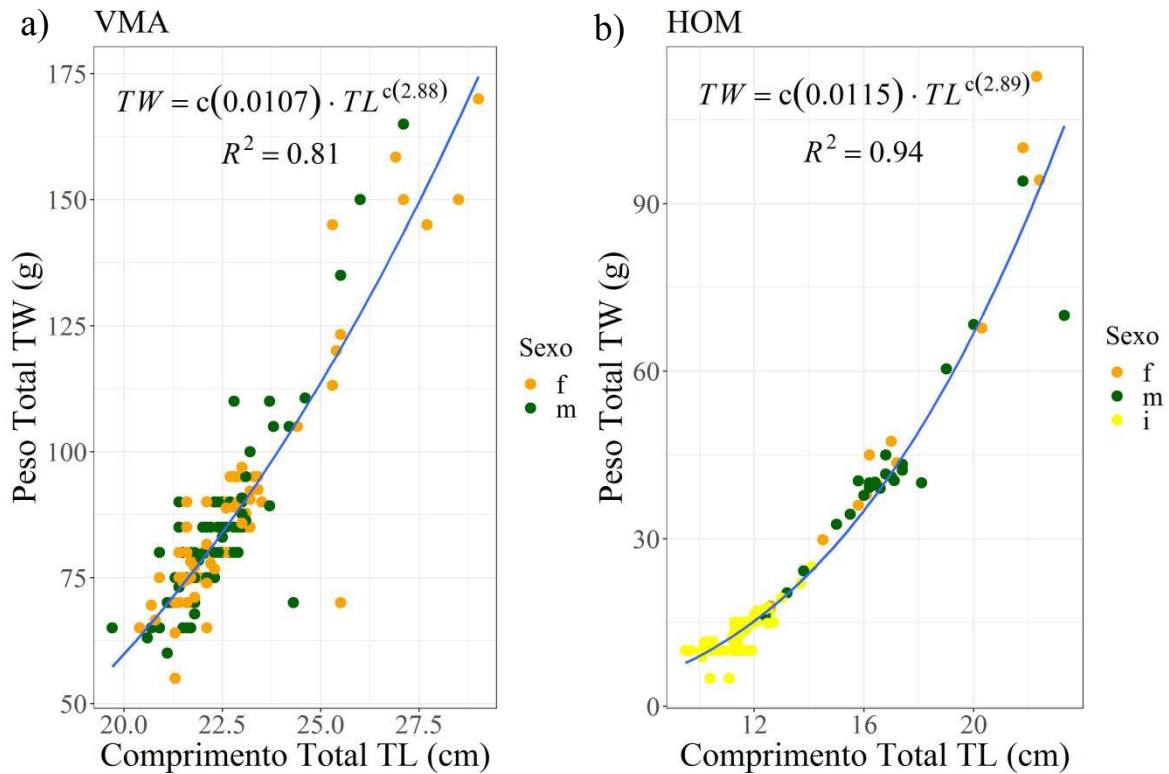 a) VMA
TW = c(0.0107) · TL^c(2.88)
R² = 0.81
175
150
125
100
75
50
20.0 22.5 25.0 27.5
Peso Total TW (g)
Comprimento Total TL (cm)
Sexo
f
m
b) HOM
TW = c(0.0115) · TL^c(2.89)
R² = 0.94
90
60
30
0
12 16 20
Peso Total TW (g)
Comprimento Total TL (cm)
Sexo
f
m
i